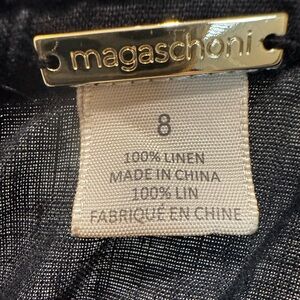 magaschoni
8
100% LINEN
MADE IN CHINA
100% LIN
FABRIQUÉ EN CHINE